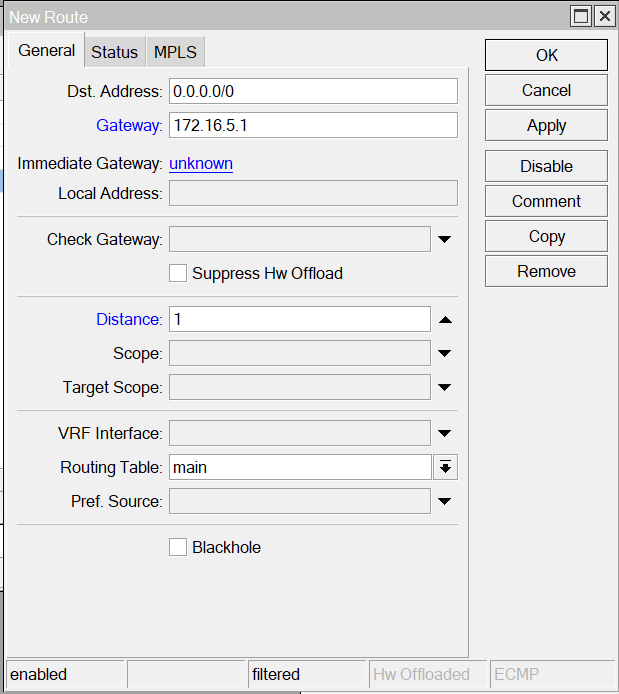 New Route
General Status MPLS
Dst. Address: 0.0.0.0/0
Gateway: 172.16.5.1
Immediate Gateway: unknown
Local Address:
Check Gateway:
Suppress Hw Offload
Distance: 1
Scope:
Target Scope:
VRF Interface:
Routing Table: main
Pref. Source:
Blackhole
OK
Cancel
Apply
Disable
Comment
Copy
Remove
enabled filtered Hw Offloaded ECMP